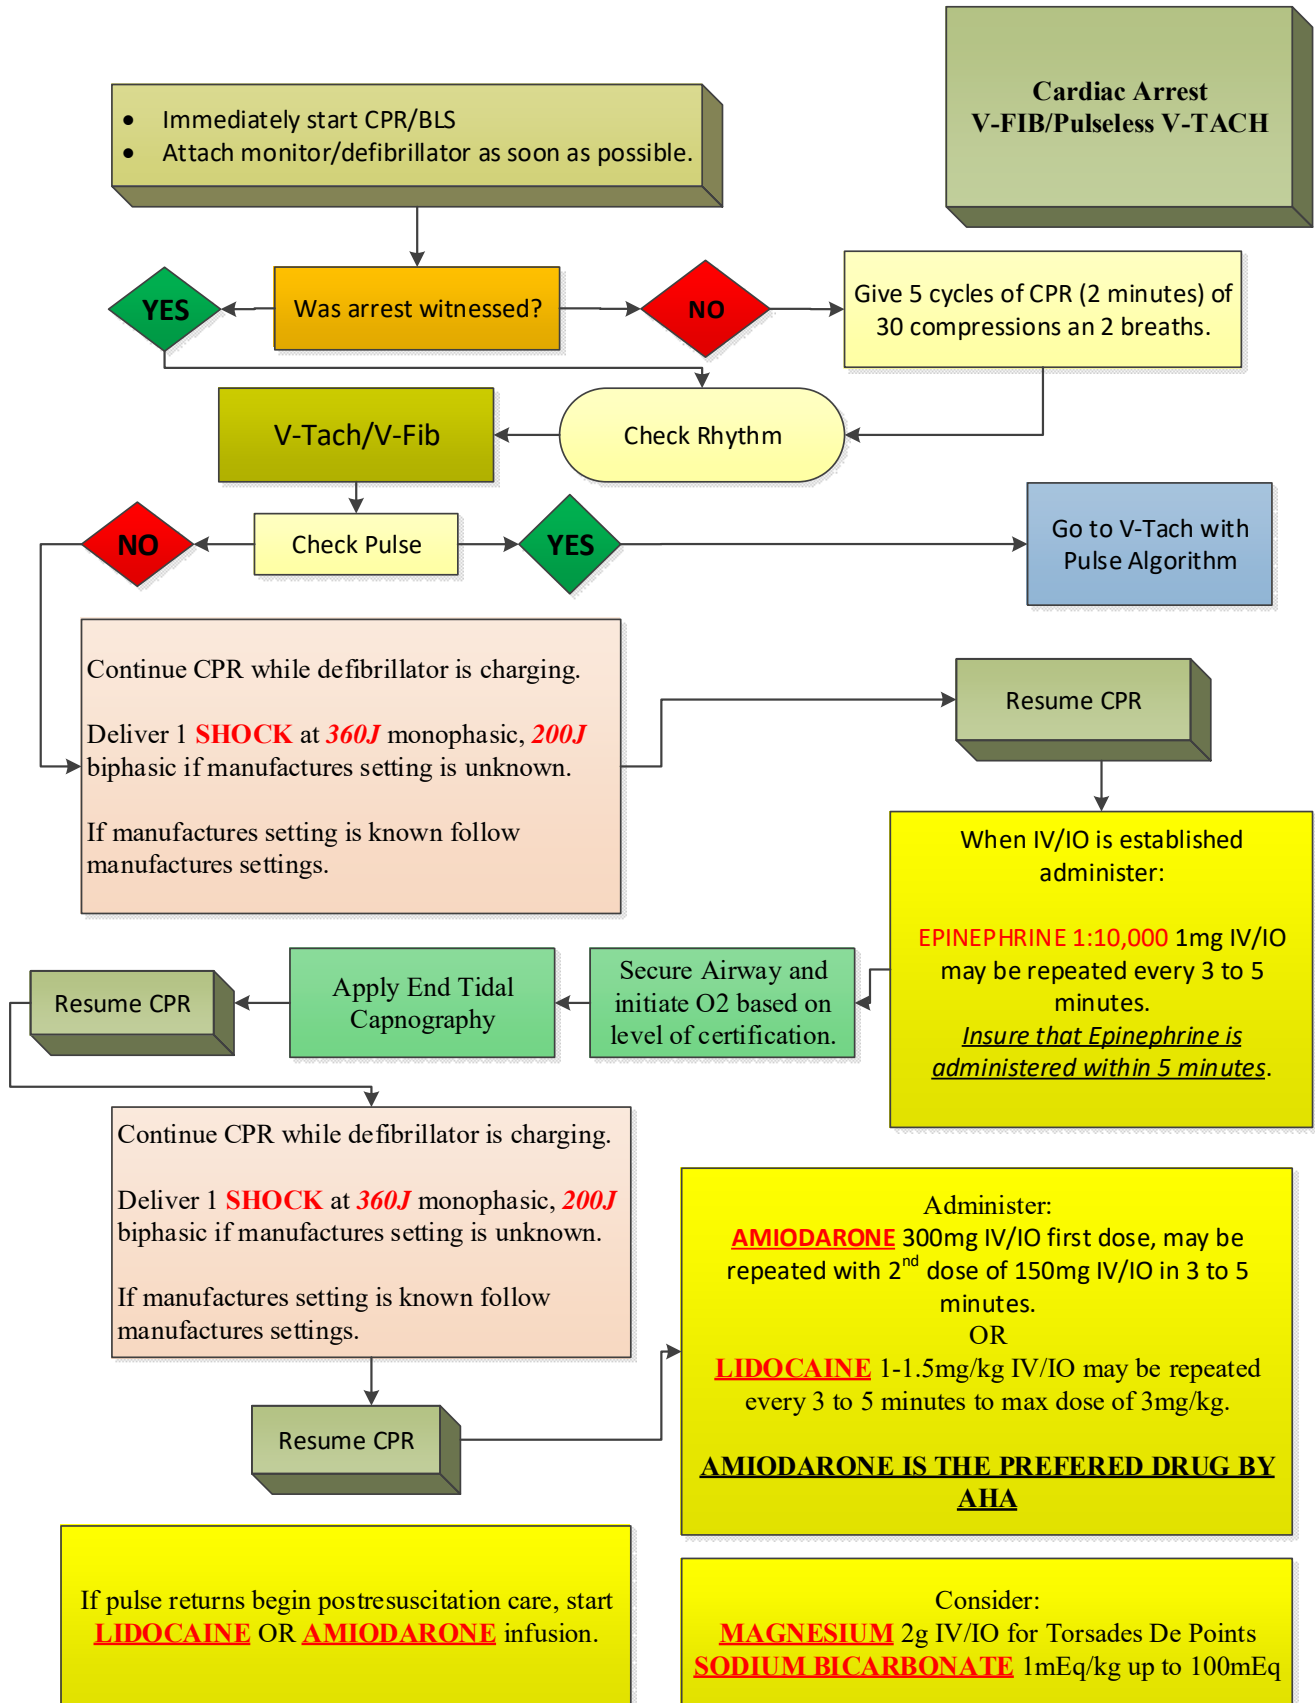 Cardiac Arrest
V-FIB/Pulseless V-TACH
• Immediately start CPR/BLS
• Attach monitor/defibrillator as soon as possible.
YES
Was arrest witnessed?
NO
Give 5 cycles of CPR (2 minutes) of
30 compressions an 2 breaths.
V-Tach/V-Fib
Check Rhythm
NO
Check Pulse
YES
Go to V-Tach with
Pulse Algorithm
Continue CPR while defibrillator is charging.
Deliver 1 SHOCK at 360J monophasic, 200J
biphasic if manufactures setting is unknown.
If manufactures setting is known follow
manufactures settings.
Resume CPR
When IV/IO is established
administer:
EPINEPHRINE 1:10,000 1mg IV/IO
may be repeated every 3 to 5
minutes.
Insure that Epinephrine is
administered within 5 minutes.
Secure Airway and
initiate O2 based on
level of certification.
Apply End Tidal
Capnography
Resume CPR
Continue CPR while defibrillator is charging.
Deliver 1 SHOCK at 360J monophasic, 200J
biphasic if manufactures setting is unknown.
If manufactures setting is known follow
manufactures settings.
Resume CPR
Administer:
AMIODARONE 300mg IV/IO first dose, may be
repeated with 2nd dose of 150mg IV/IO in 3 to 5
minutes.
OR
LIDOCAINE 1-1.5mg/kg IV/IO may be repeated
every 3 to 5 minutes to max dose of 3mg/kg.
AMIODARONE IS THE PREFERED DRUG BY
AHA
If pulse returns begin postresuscitation care, start
LIDOCAINE OR AMIODARONE infusion.
Consider:
MAGNESIUM 2g IV/IO for Torsades De Points
SODIUM BICARBONATE 1mEq/kg up to 100mEq